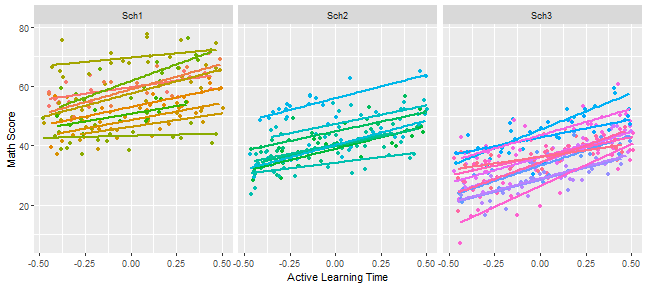 Sch1 Sch2 Sch3
80
60
40
20
Math Score
-0.50 -0.25 0.00 0.25 0.50 -0.50 -0.25 0.00 0.25 0.50 -0.50 -0.25 0.00 0.25 0.50
Active Learning Time